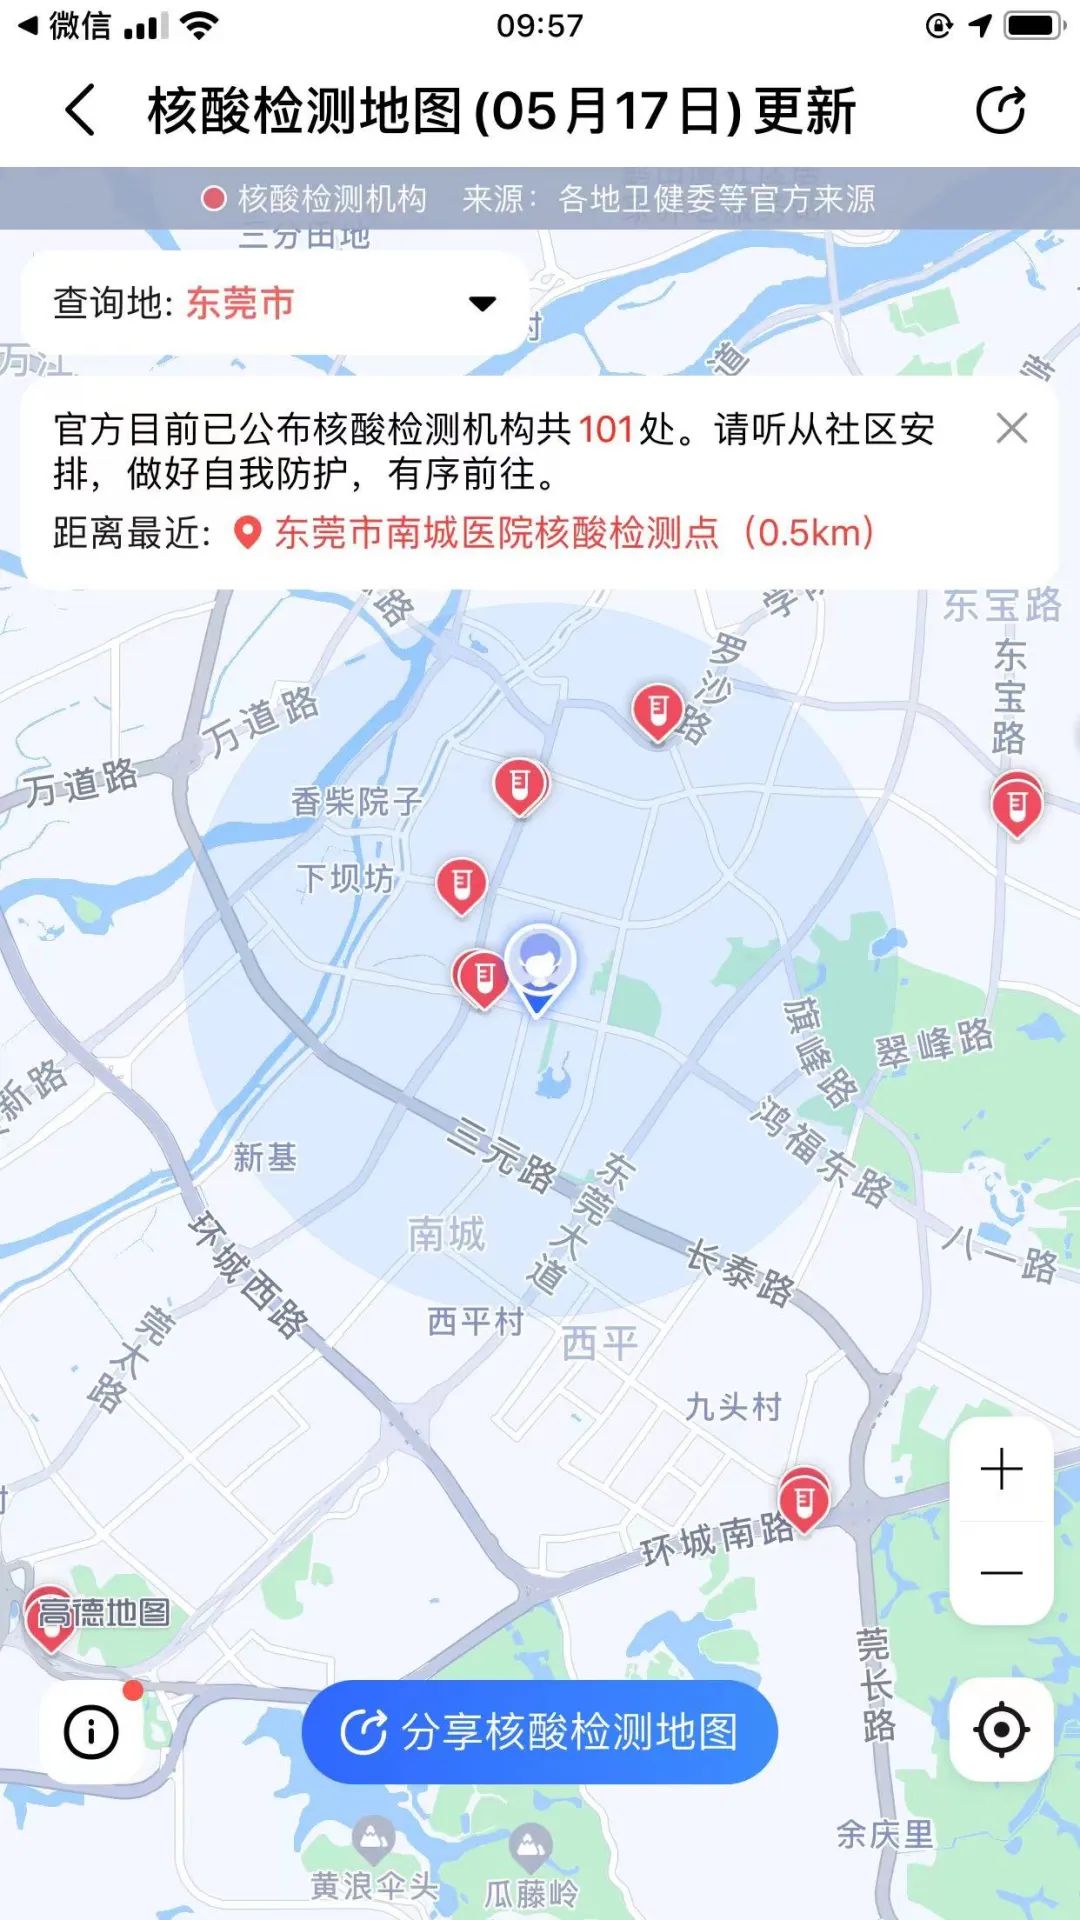 微信
09:57
核酸检测地图(05月17日)更新
核酸检测机构 来源：各地卫健委等官方来源
三分田地
查询地: 东莞市
村
万江
道
莞
官方目前已公布核酸检测机构共101处。请听从社区安
排，做好自我防护，有序前往。
距离最近: 东莞市南城医院核酸检测点（0.5km）
路
学
东宝路
罗沙路
东宝路
万道路
万道路
香柴院子
下坝坊
旗峰路
翠峰路
新路
鸿福东路
三元路
新基
东莞大道
南城
八一路
环城西路
长泰路
莞太路
西平村
西平
九头村
村
环城南路
高德地图
莞长路
分享核酸检测地图
余庆里
黄浪伞头
瓜藤岭